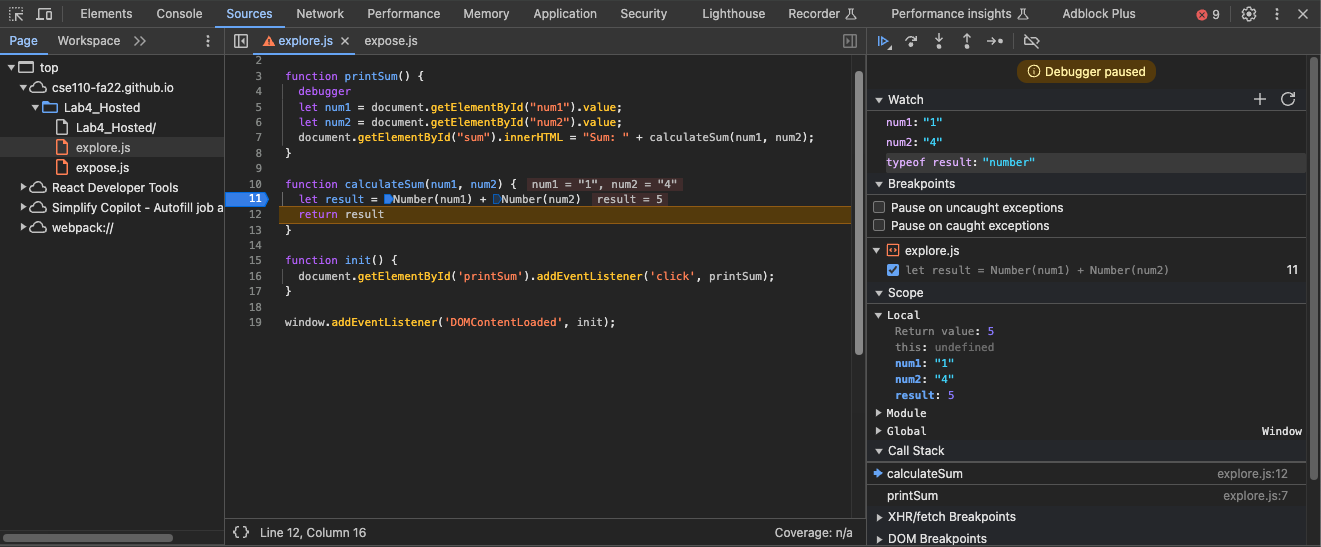 Elements Console Sources Network Performance Memory Application Security Lighthouse Recorder Performance insights Adblock Plus 9
Page Workspace
explore.js expose.js
top
cse110-fa22.github.io
Lab4_Hosted
Lab4_Hosted/
explore.js
expose.js
React Developer Tools
Simplify Copilot - Autofill job a
webpack://
2
3 function printSum() {
4 debugger
5 let num1 = document.getElementById("num1").value;
6 let num2 = document.getElementById("num2").value;
7 document.getElementById("sum").innerHTML = "Sum: " + calculateSum(num1, num2);
8 }
9
10 function calculateSum(num1, num2) { num1 = "1", num2 = "4"
11 let result = Number(num1) + Number(num2) result = 5
12 return result
13 }
14
15 function init() {
16 document.getElementById('printSum').addEventListener('click', printSum);
17 }
18
19 window.addEventListener('DOMContentLoaded', init);
{} Line 12, Column 16 Coverage: n/a
Debugger paused
Watch
num1: "1"
num2: "4"
typeof result: "number"
Breakpoints
Pause on uncaught exceptions
Pause on caught exceptions
explore.js
let result = Number(num1) + Number(num2) 11
Scope
Local
Return value: 5
this: undefined
num1: "1"
num2: "4"
result: 5
Module
Global Window
Call Stack
calculateSum explore.js:12
printSum explore.js:7
XHR/fetch Breakpoints
DOM Breakpoints